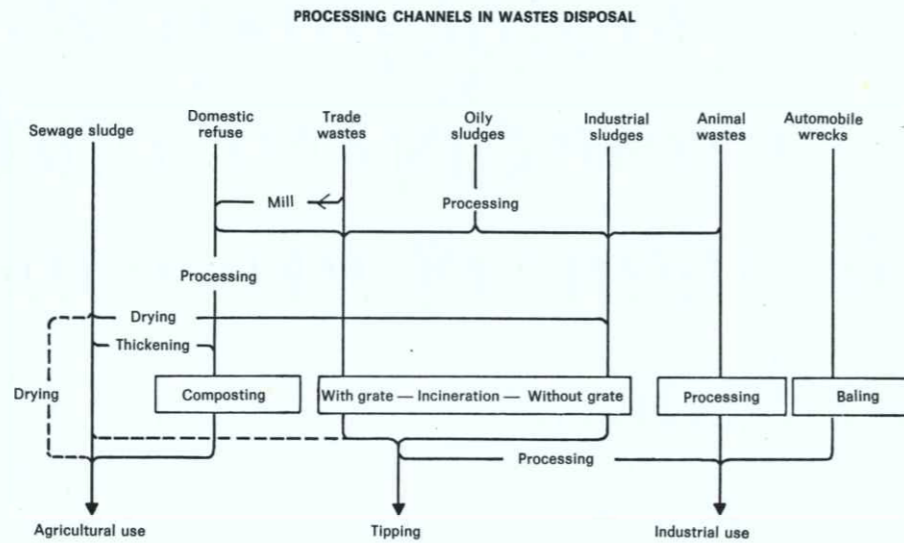 PROCESSING CHANNELS IN WASTES DISPOSAL
Sewage sludge
Domestic
refuse
Trade
wastes
Oily
sludges
Industrial
sludges
Animal
wastes
Automobile
wrecks
Mill
Processing
Processing
Drying
Thickening
Drying
Composting
With grate — Incineration — Without grate
Processing
Baling
Processing
Agricultural use
Tipping
Industrial use